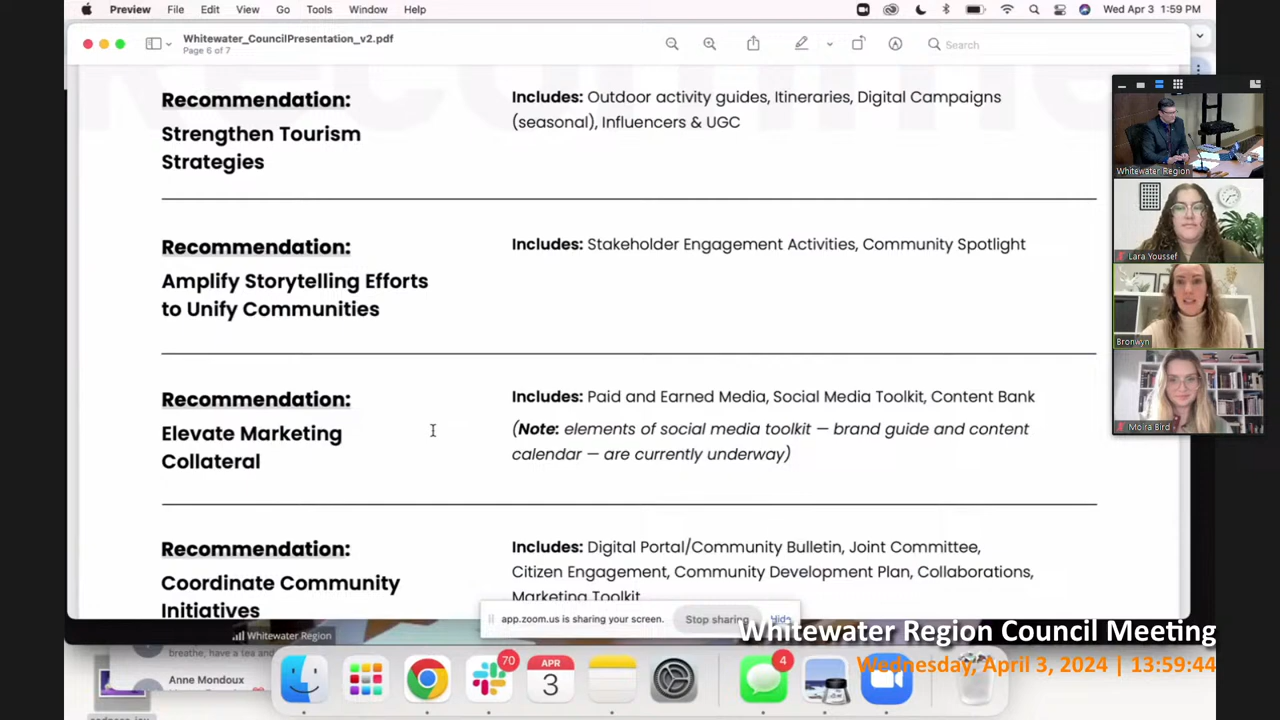 Preview File Edit View Go Tools Window Help
Wed Apr 3 1:59 PM
Whitewater_CouncilPresentation_v2.pdf
Page 6 of 7
Search
Recommendation:
Strengthen Tourism
Strategies
Includes: Outdoor activity guides, Itineraries, Digital Campaigns
(seasonal), Influencers & UGC
Recommendation:
Amplify Storytelling Efforts
to Unify Communities
Includes: Stakeholder Engagement Activities, Community Spotlight
Recommendation:
Elevate Marketing
Collateral
Includes: Paid and Earned Media, Social Media Toolkit, Content Bank
(Note: elements of social media toolkit — brand guide and content
calendar — are currently underway)
Recommendation:
Coordinate Community
Initiatives
Includes: Digital Portal/Community Bulletin, Joint Committee,
Citizen Engagement, Community Development Plan, Collaborations,
Marketing Toolkit
Whitewater Region
Lara Youssef
Bronwyn
Moira Bird
app.zoom.us is sharing your screen.
Stop sharing
Hide
Whitewater Region
breathe, have a tea and
Anne Mondoux
70
APR
3
4
Whitewater Region Council Meeting
Wednesday, April 3, 2024 | 13:59:44